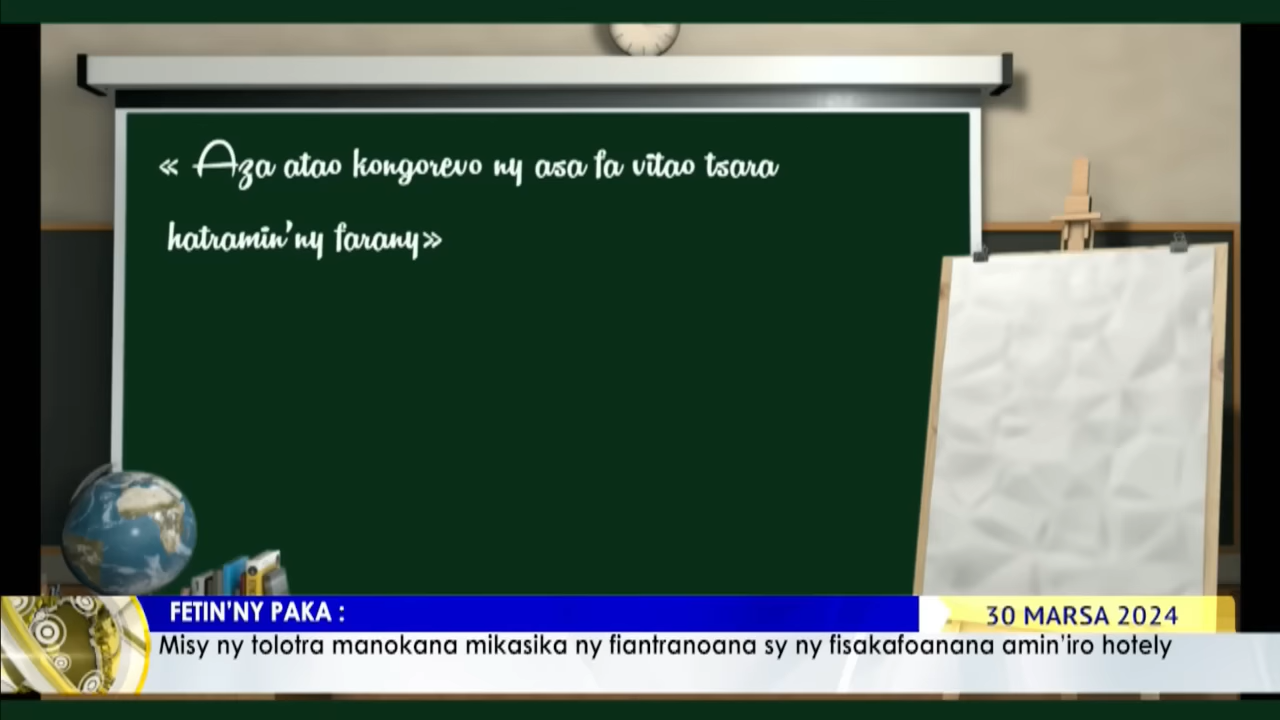 « Aza atao kongorevo ny asa fa vitao tsara
hatramin'ny farany»
FETIN'NY PAKA :
30 MARSA 2024
Misy ny tolotra manokana mikasika ny fiantranoana sy ny fisakafoanana amin'iro hotely